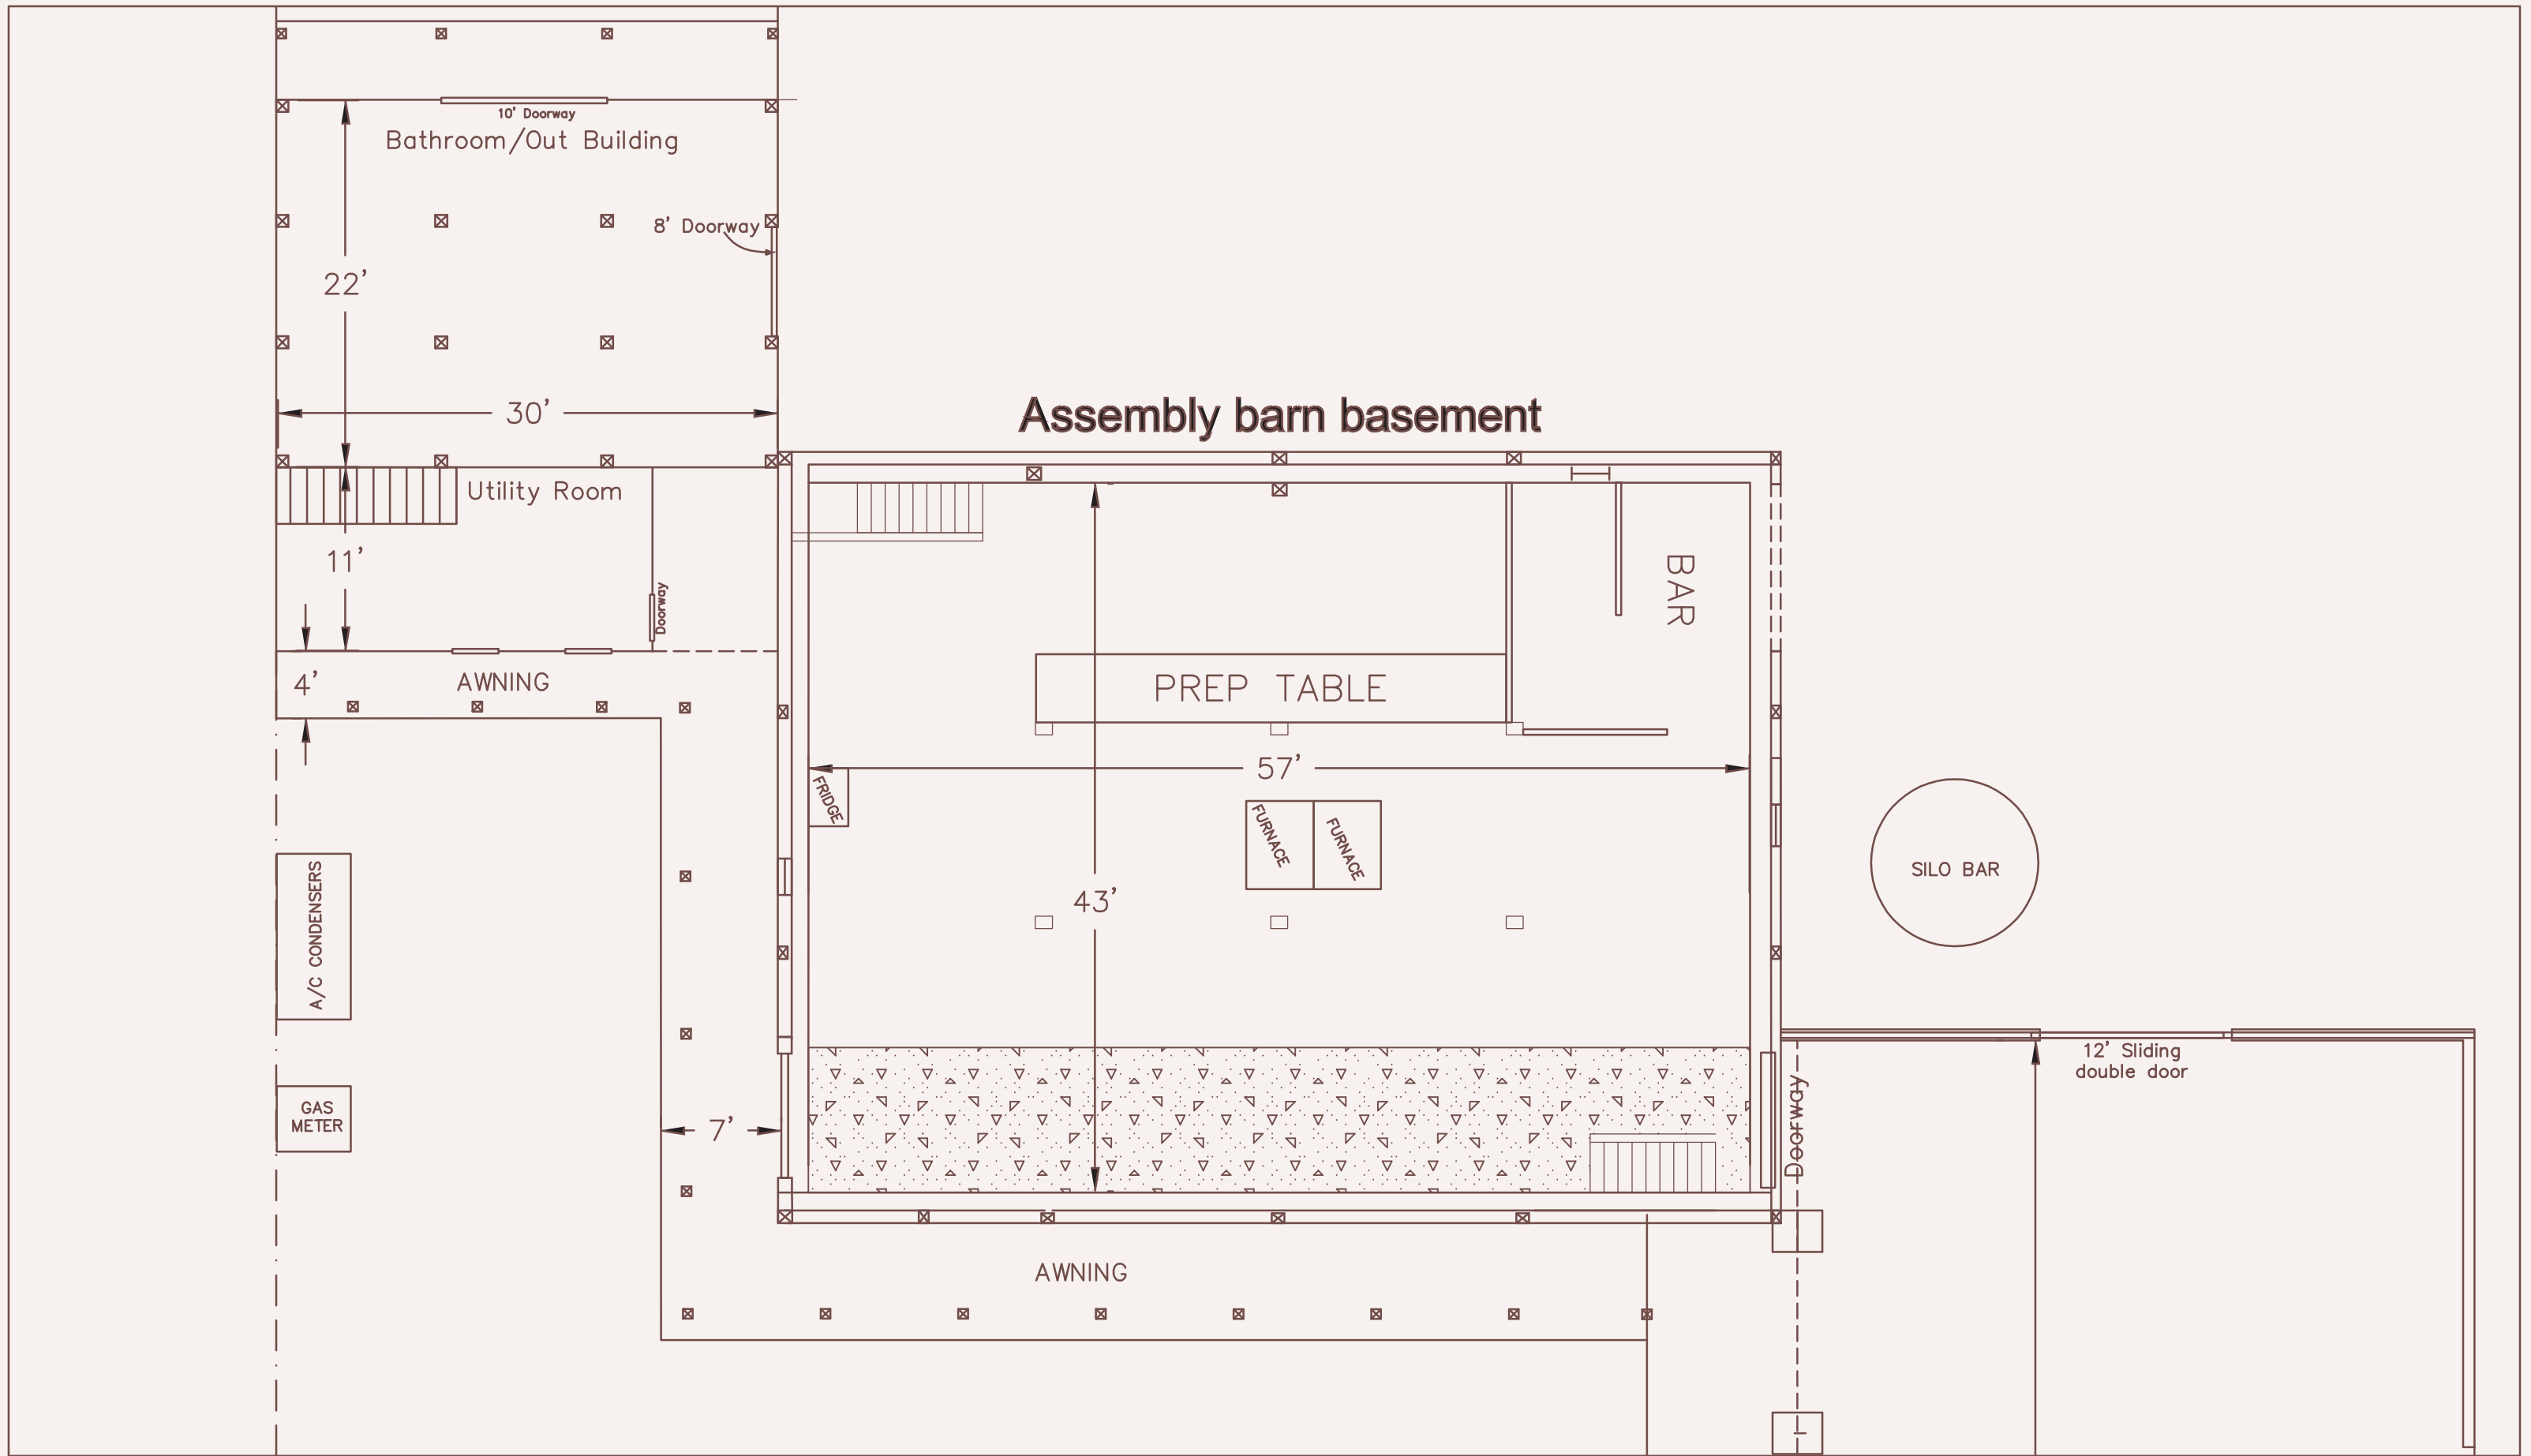 10' Doorway
Bathroom/Out Building
8' Doorway
22'
30'
Assembly barn basement
Utility Room
11'
Doorway
BAR
4'
AWNING
PREP TABLE
57'
FRIDGE
FURNACE
FURNACE
SILO BAR
A/C CONDENSERS
43'
12' Sliding
double door
GAS
METER
7'
Doorway
AWNING